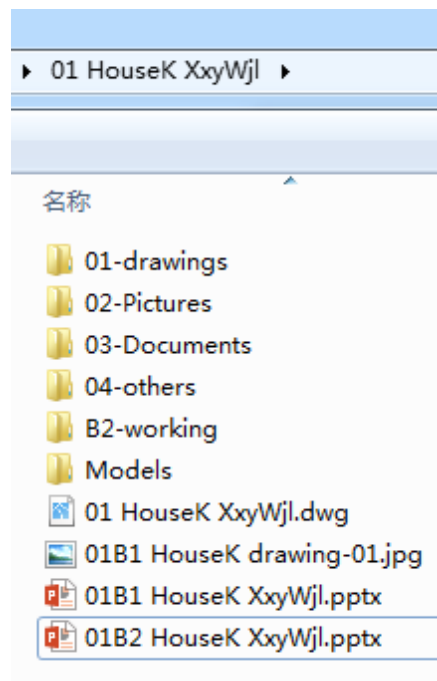 01 HouseK XxyWjl
名称
01-drawings
02-Pictures
03-Documents
04-others
B2-working
Models
01 HouseK XxyWjl.dwg
01B1 HouseK drawing-01.jpg
01B1 HouseK XxyWjl.pptx
01B2 HouseK XxyWjl.pptx